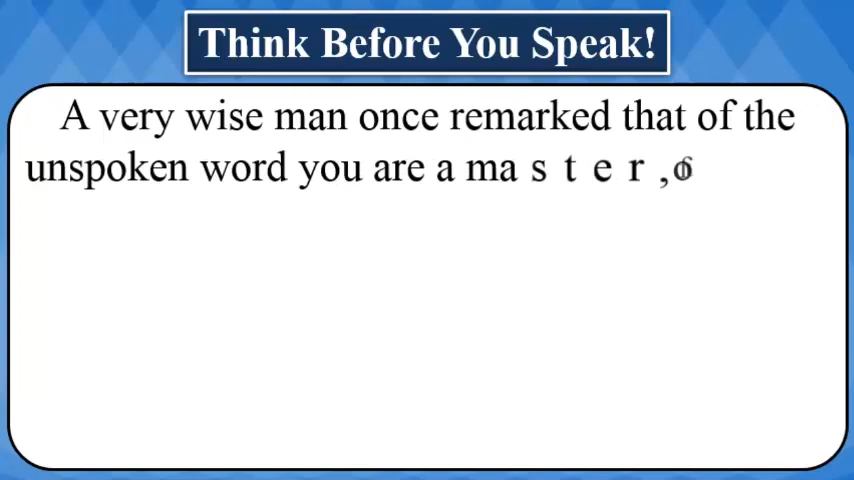 Think Before You Speak!
A very wise man once remarked that of the
unspoken word you are a master,